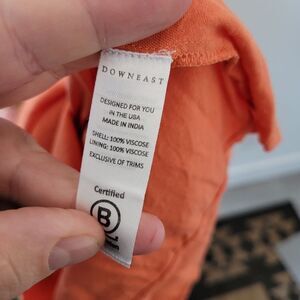 DOWNEAST
DESIGNED FOR YOU
IN THE USA
MADE IN INDIA
SHELL: 100% VISCOSE
LINING: 100% VISCOSE
EXCLUSIVE OF TRIMS
Certified
B